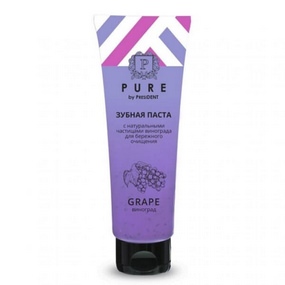 P
PURE
by PresiDENT
ЗУБНАЯ ПАСТА
с натуральными
частицами винограда
для бережного
очищения
GRAPE
виноград